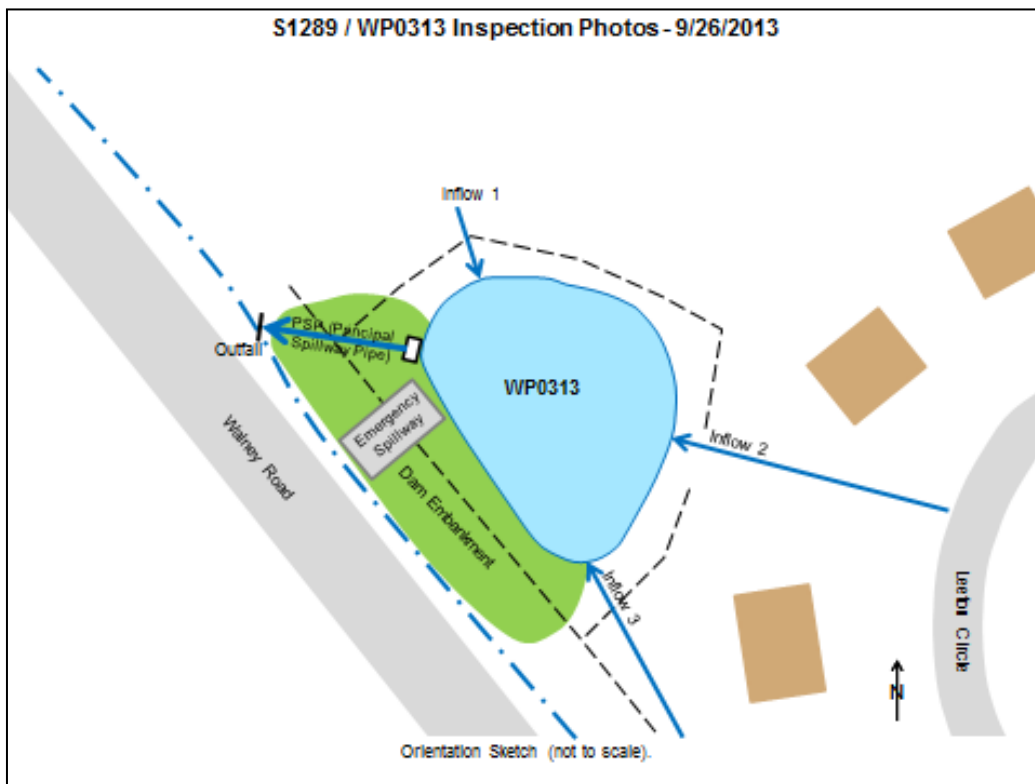 S1289 / WP0313 Inspection Photos - 9/26/2013
Inflow 1
PSP (Principal
Spillway Pipe)
Outfall
WP0313
Emergency
Spillway
Inflow 2
Walney Road
Dam Embankment
Inflow 3
Leeton Circle
N
Orientation Sketch (not to scale).